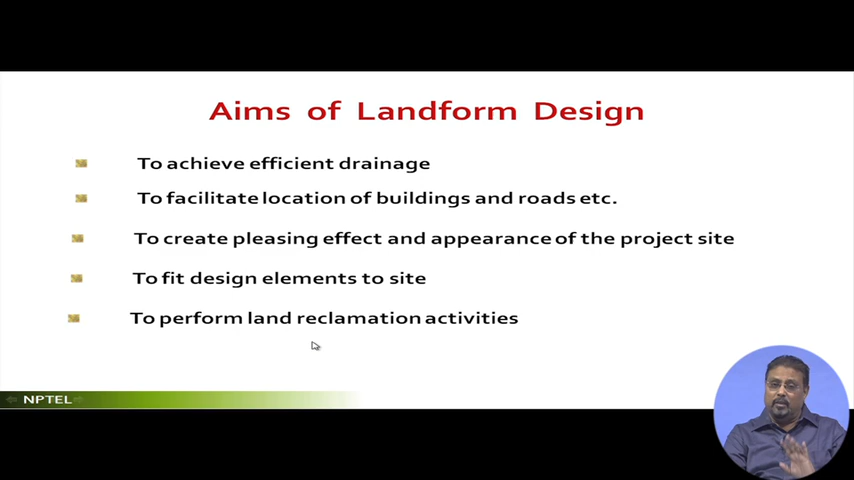 Aims of Landform Design
To achieve efficient drainage
To facilitate location of buildings and roads etc.
To create pleasing effect and appearance of the project site
To fit design elements to site
To perform land reclamation activities
NPTEL